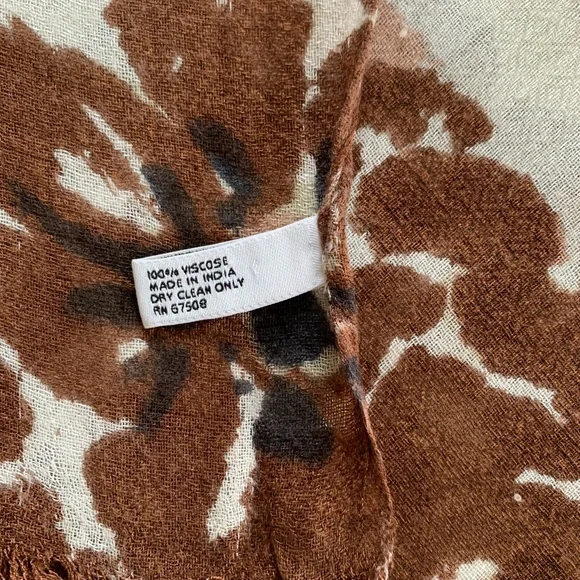 100% VISCOSE
MADE IN INDIA
DRY CLEAN ONLY
RN 67508